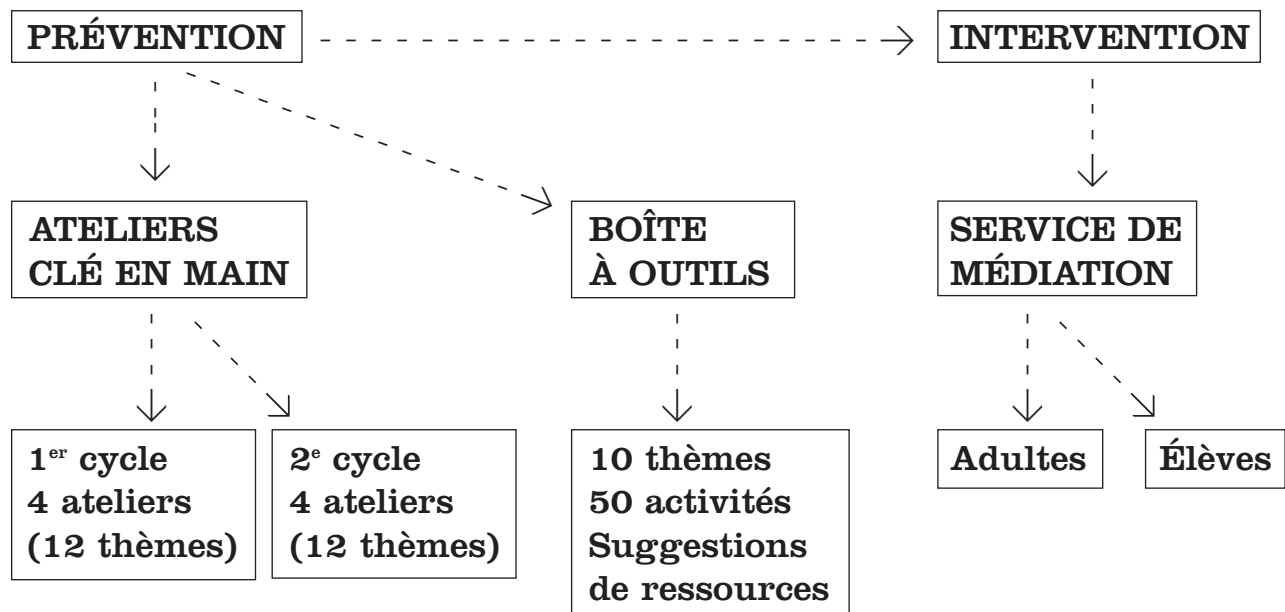 PRÉVENTION
INTERVENTION
ATELIERS
CLÉ EN MAIN
BOÎTE
À OUTILS
SERVICE DE
MÉDIATION
1er cycle
4 ateliers
(12 thèmes)
2e cycle
4 ateliers
(12 thèmes)
10 thèmes
50 activités
Suggestions
de ressources
Adultes
Élèves